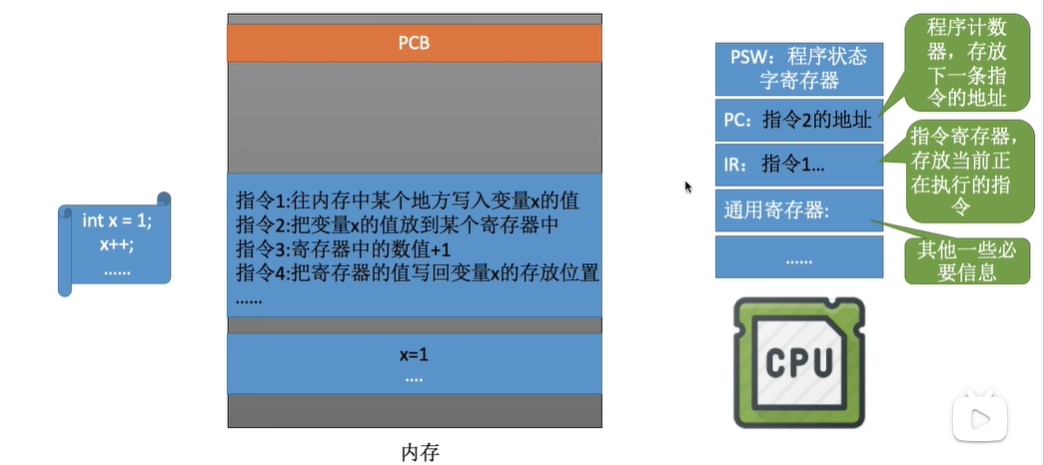 int x = 1;
x++;
……
PCB
指令1:往内存中某个地方写入变量x的值
指令2:把变量x的值放到某个寄存器中
指令3:寄存器中的数值+1
指令4:把寄存器的值写回变量x的存放位置
……
x=1
....
内存
PSW：程序状态
字寄存器
PC：指令2的地址
IR：指令1...
通用寄存器:
……
程序计数
器，存放
下一条指
令的地址
指令寄存器，
存放当前正
在执行的指
令
其他一些必
要信息
CPU